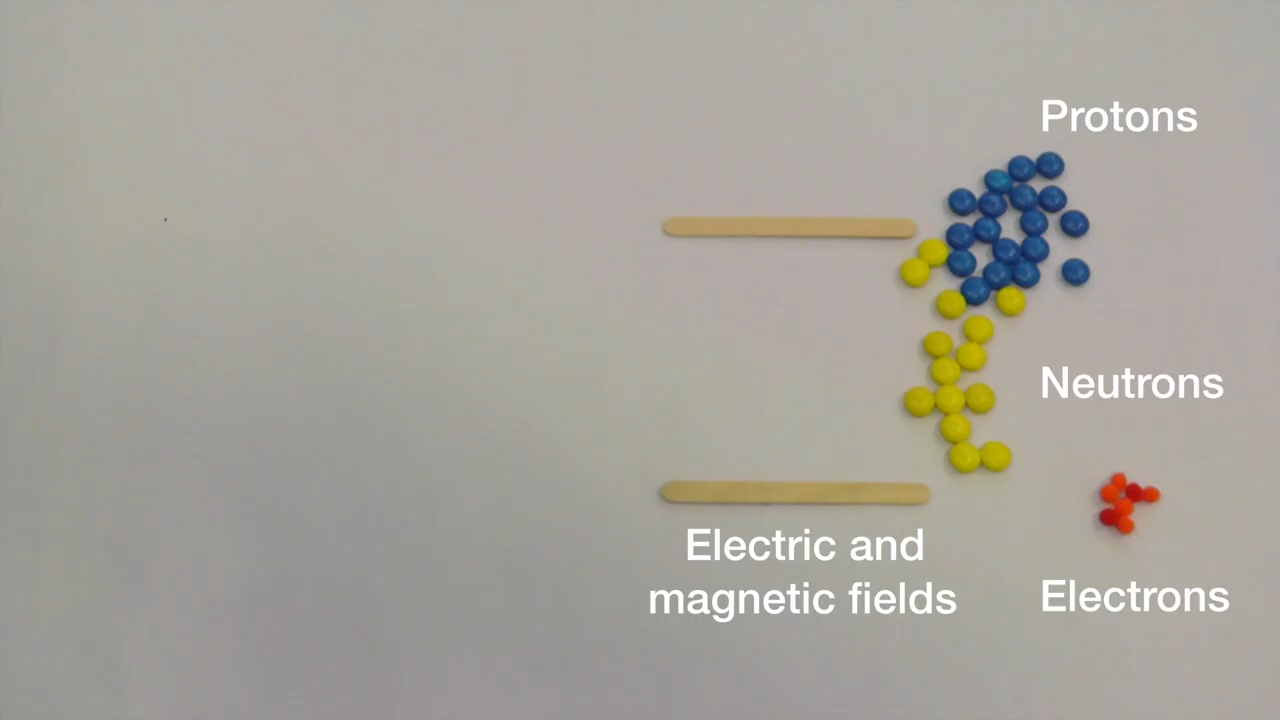 Protons
Neutrons
Electric and
magnetic fields
Electrons